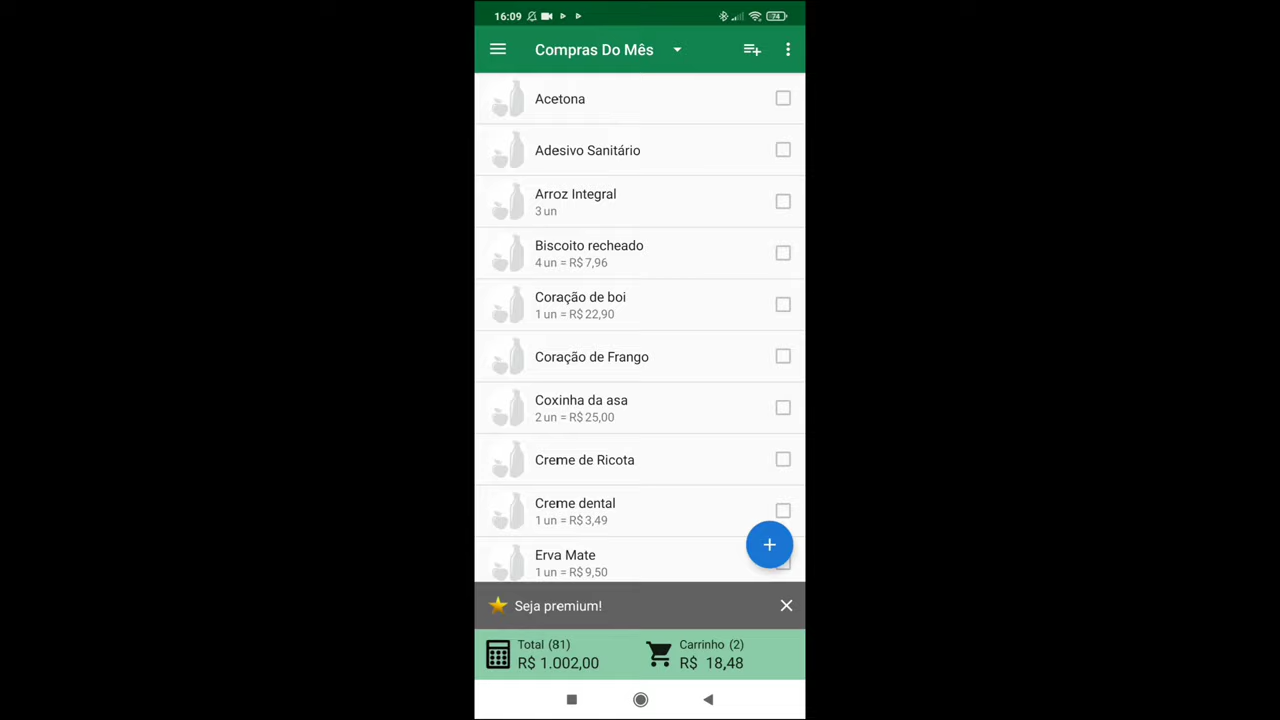 16:09
74
Compras Do Mês
Acetona
Adesivo Sanitário
Arroz Integral
3 un
Biscoito recheado
4 un = R$ 7,96
Coração de boi
1 un = R$ 22,90
Coração de Frango
Coxinha da asa
2 un = R$ 25,00
Creme de Ricota
Creme dental
1 un = R$ 3,49
Erva Mate
1 un = R$ 9,50
Seja premium!
Total (81)
R$ 1.002,00
Carrinho (2)
R$ 18,48